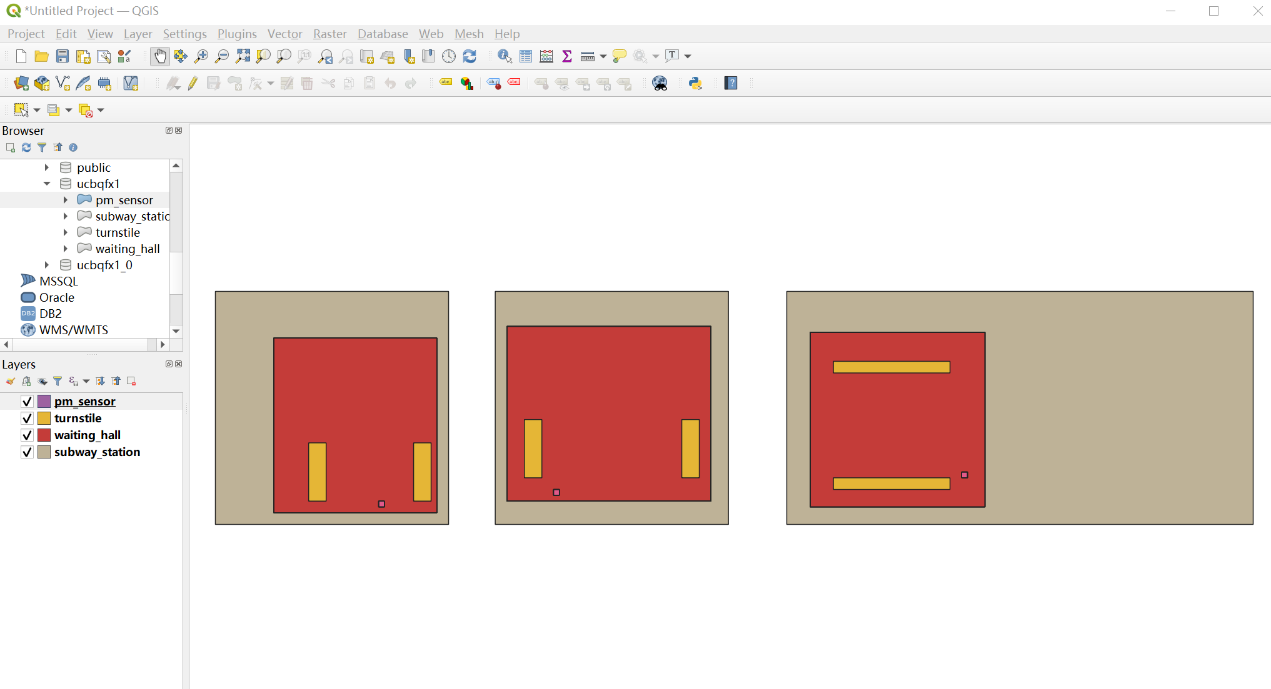 *Untitled Project — QGIS
Project Edit View Layer Settings Plugins Vector Raster Database Web Mesh Help
Browser
public
ucbqfx1
pm_sensor
subway_static
turnstile
waiting_hall
ucbqfx1_0
MSSQL
Oracle
DB2
WMS/WMTS
Layers
pm_sensor
turnstile
waiting_hall
subway_station